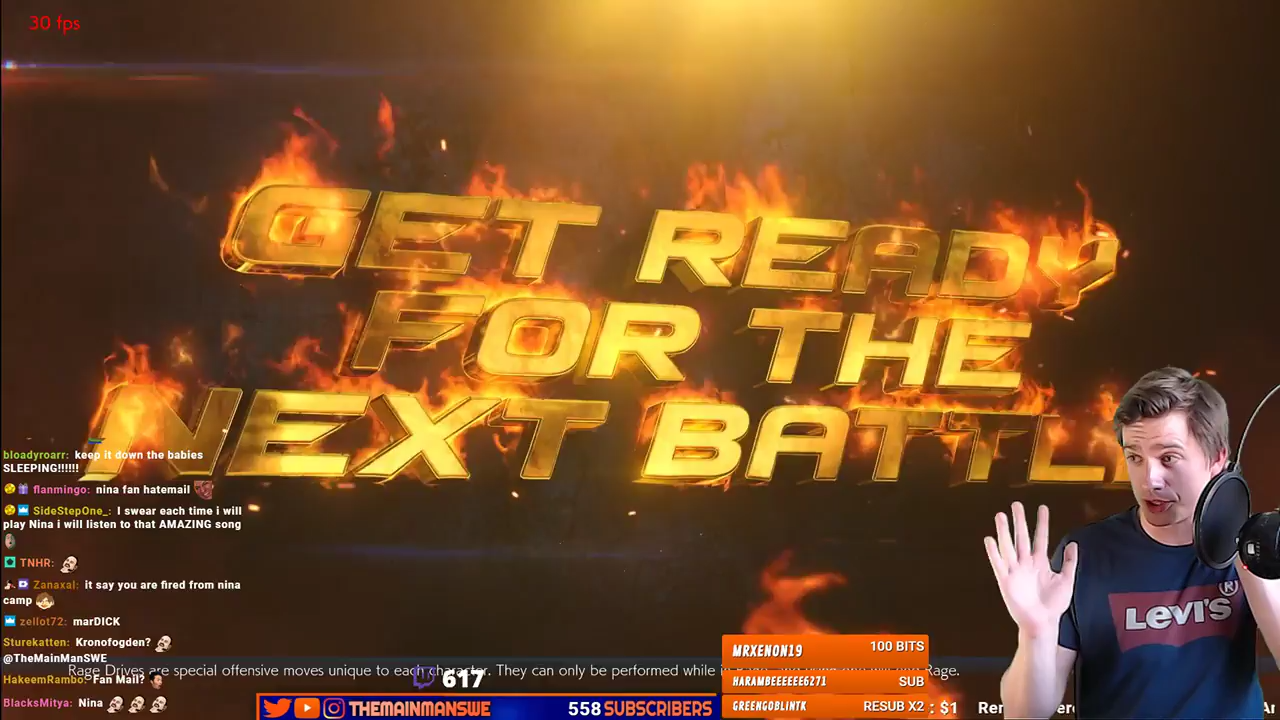 30 fps
GET READY
FOR THE
NEXT BATTL
bloadyroarr: keep it down the babies
SLEEPING!!!!!!
flanmingo: nina fan hatemail
SideStepOne_: I swear each time i will
play Nina i will listen to that AMAZING song
TNHR:
Zanaxal: it say you are fired from nina
camp
zellot72: marDICK
Sturekatten: Kronofogden?
@TheMainManSWE
HakeemRambo: Fan Mail?
BlacksMitya: Nina
Rage Drives are special offensive moves unique to each character. They can only be performed while in Rage.
617
THEMAINMANSWE
558 SUBSCRIBERS
MRXENON19 100 BITS
HARAMBEEEEEE6271 SUB
GREENGOBLINTK RESUB X2
: $1
LEVI'S®